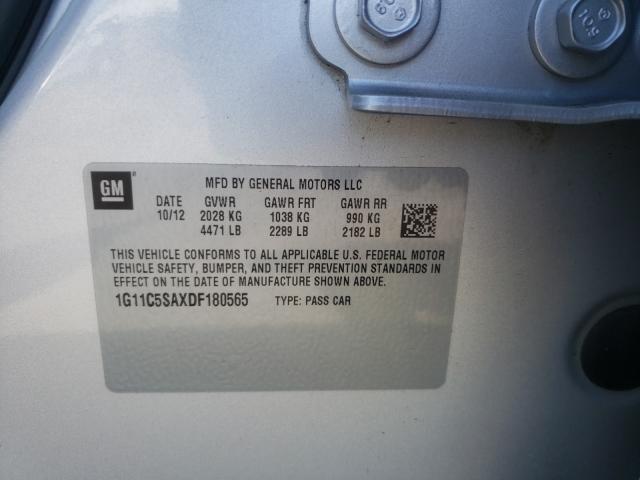 105
GM ®
MFD BY GENERAL MOTORS LLC
DATE GVWR GAWR FRT GAWR RR
10/12 2028 KG 1038 KG 990 KG
4471 LB 2289 LB 2182 LB
THIS VEHICLE CONFORMS TO ALL APPLICABLE U.S. FEDERAL MOTOR
VEHICLE SAFETY, BUMPER, AND THEFT PREVENTION STANDARDS IN
EFFECT ON THE DATE OF MANUFACTURE SHOWN ABOVE.
1G11C5SAXDF180565 TYPE: PASS CAR